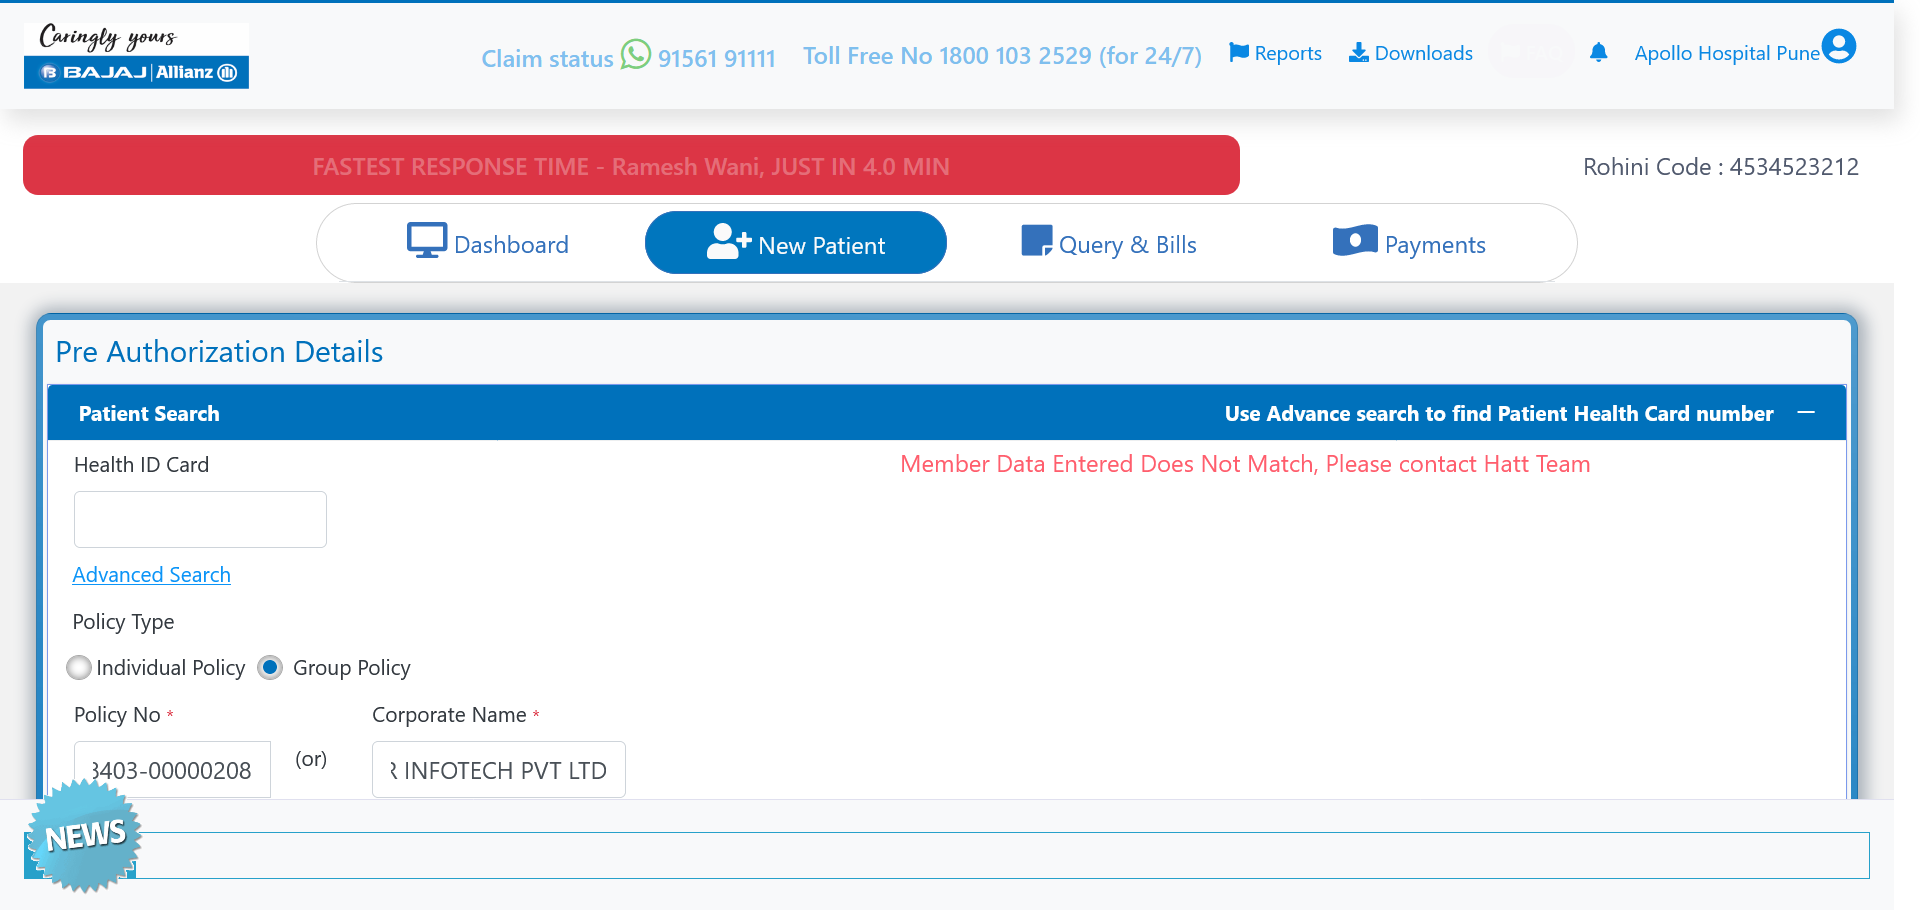 Caringly yours
BAJAJ | Allianz
Claim status 91561 91111
Toll Free No 1800 103 2529 (for 24/7)
Reports
Downloads
Apollo Hospital Pune
FASTEST RESPONSE TIME - Ramesh Wani, JUST IN 4.0 MIN
Rohini Code : 4534523212
Dashboard
New Patient
Query & Bills
Payments
Pre Authorization Details
Patient Search
Use Advance search to find Patient Health Card number
Health ID Card
Member Data Entered Does Not Match, Please contact Hatt Team
Advanced Search
Policy Type
Individual Policy
Group Policy
Policy No *
Corporate Name *
3403-00000208
(or)
R INFOTECH PVT LTD
NEWS